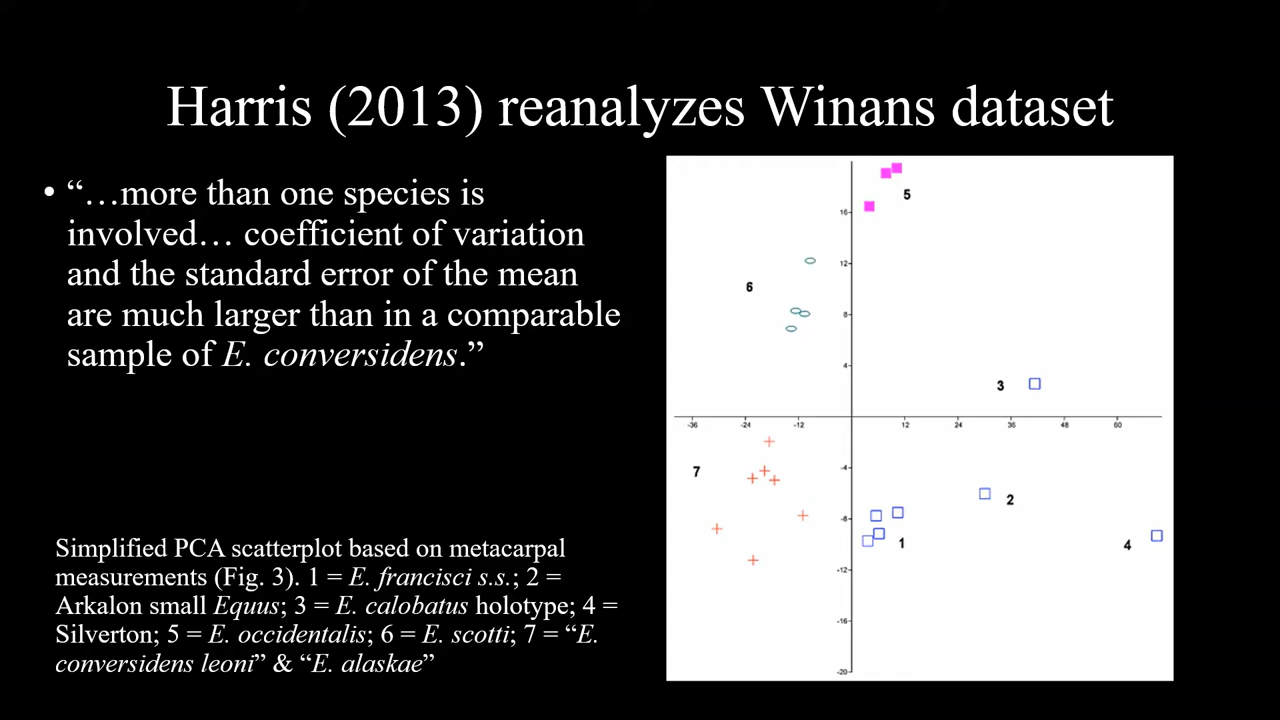 Harris (2013) reanalyzes Winans dataset
• “…more than one species is
involved… coefficient of variation
and the standard error of the mean
are much larger than in a comparable
sample of E. conversidens.”
Simplified PCA scatterplot based on metacarpal
measurements (Fig. 3). 1 = E. francisci s.s.; 2 =
Arkalon small Equus; 3 = E. calobatus holotype; 4 =
Silverton; 5 = E. occidentalis; 6 = E. scotti; 7 = “E.
conversidens leoni” & “E. alaskae”
5
16
12
6
8
4
3
-36 -24 -12 12 24 36 48 60
7
-4
2
-8
1
4
-12
-16
-20